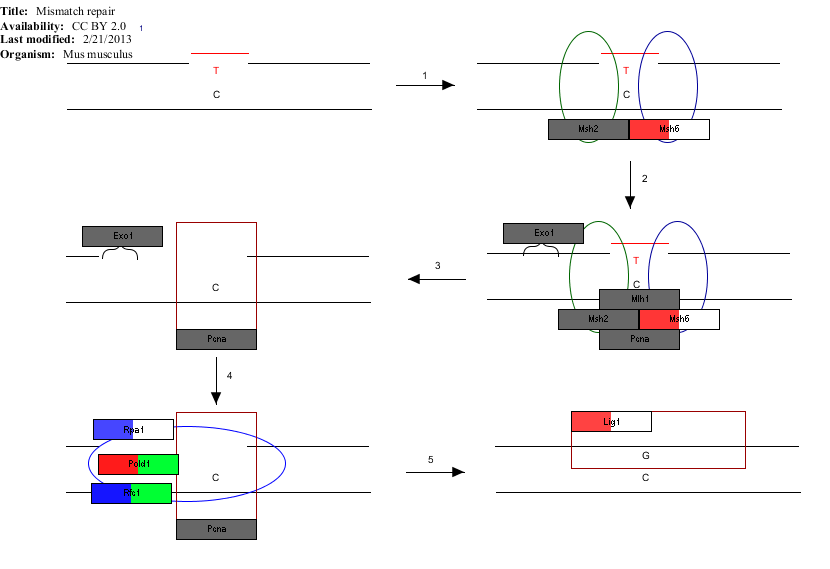 Title: Mismatch repair
Availability: CC BY 2.0 1
Last modified: 2/21/2013
Organism: Mus musculus
T
C
1
T
C
Msh2 Msh6
2
Exo1
T
C
Mlh1
Msh2 Msh6
Pcna
3
Exo1
C
Pcna
4
Rpa1
Pold1
C
Rfc1
Pcna
5
Lig1
G
C